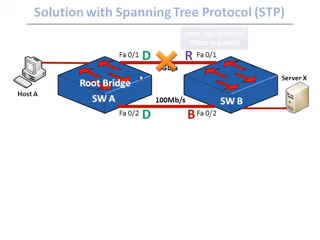 Solution with Spanning Tree Protocol (STP)
Fa 0/1 D R Fa 0/1
Host A
Root Bridge
SW A
SW B
Server X
100Mb/s
Fa 0/2 D B Fa 0/2